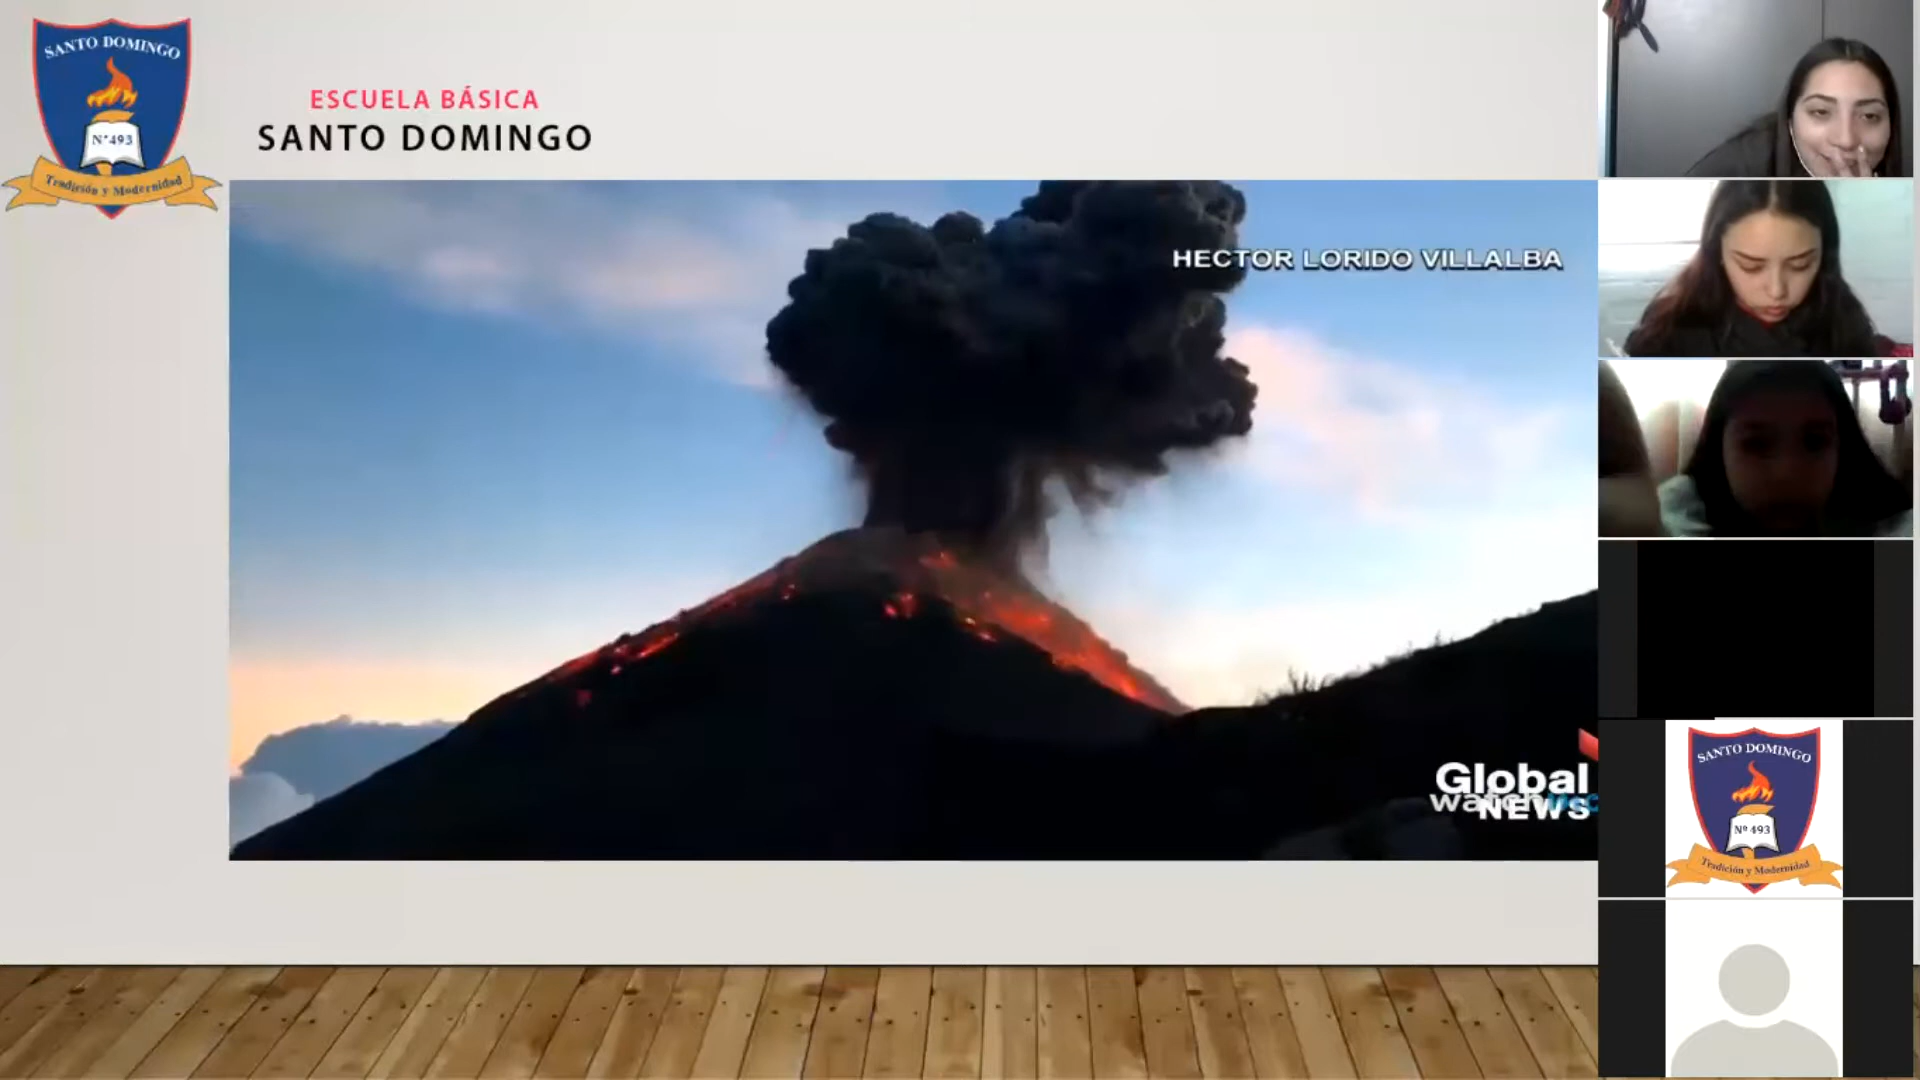 SANTO DOMINGO
N°493
Tradición y Modernidad
ESCUELA BÁSICA
SANTO DOMINGO
HECTOR LORIDO VILLALBA
Global
NEWS
SANTO DOMINGO
Nº 493
Tradición y Modernidad